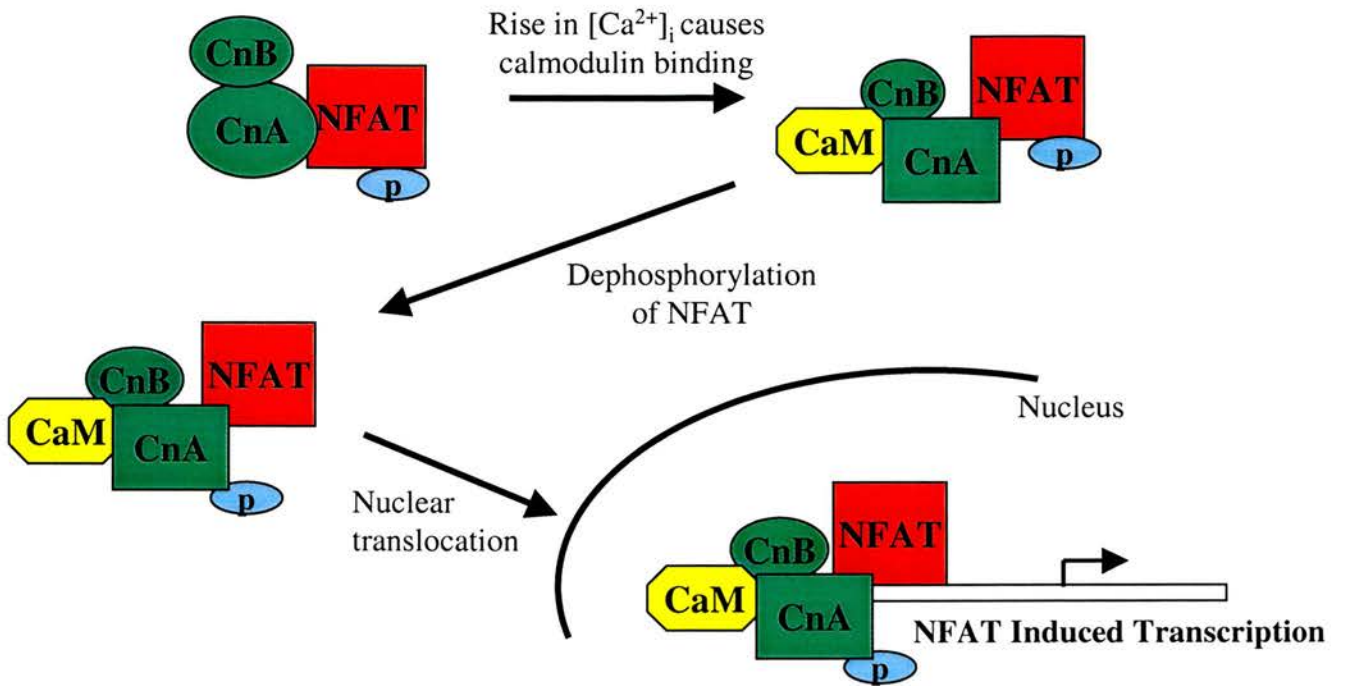 CnB
CnA
NFAT
p
Rise in [Ca²⁺]ᵢ causes
calmodulin binding
CnB
NFAT
CaM
CnA
p
Dephosphorylation
of NFAT
CnB
NFAT
CaM
CnA
p
Nuclear
translocation
Nucleus
CnB
NFAT
CaM
CnA
p
NFAT Induced Transcription